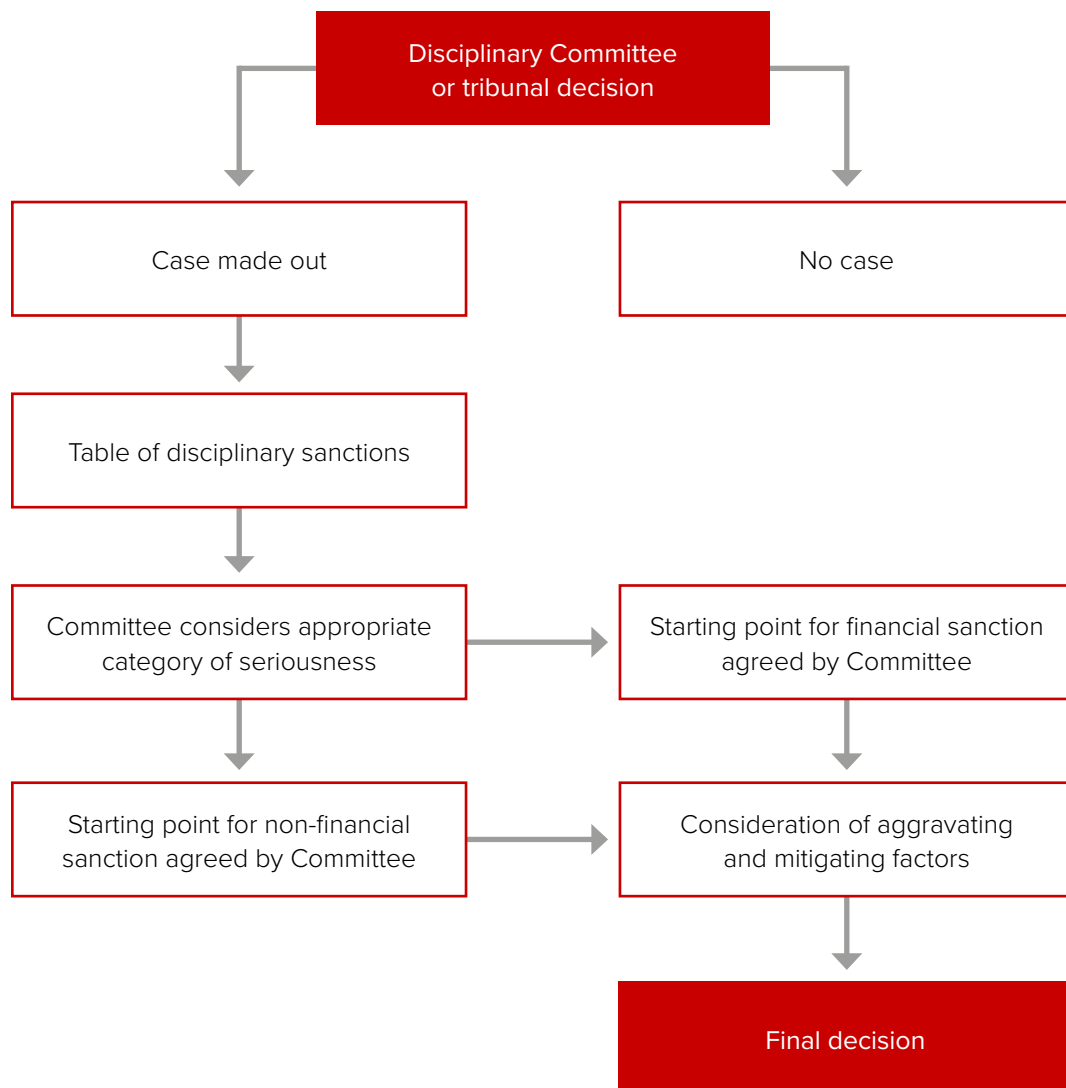 Disciplinary Committee
or tribunal decision
Case made out
No case
Table of disciplinary sanctions
Committee considers appropriate
category of seriousness
Starting point for financial sanction
agreed by Committee
Starting point for non-financial
sanction agreed by Committee
Consideration of aggravating
and mitigating factors
Final decision